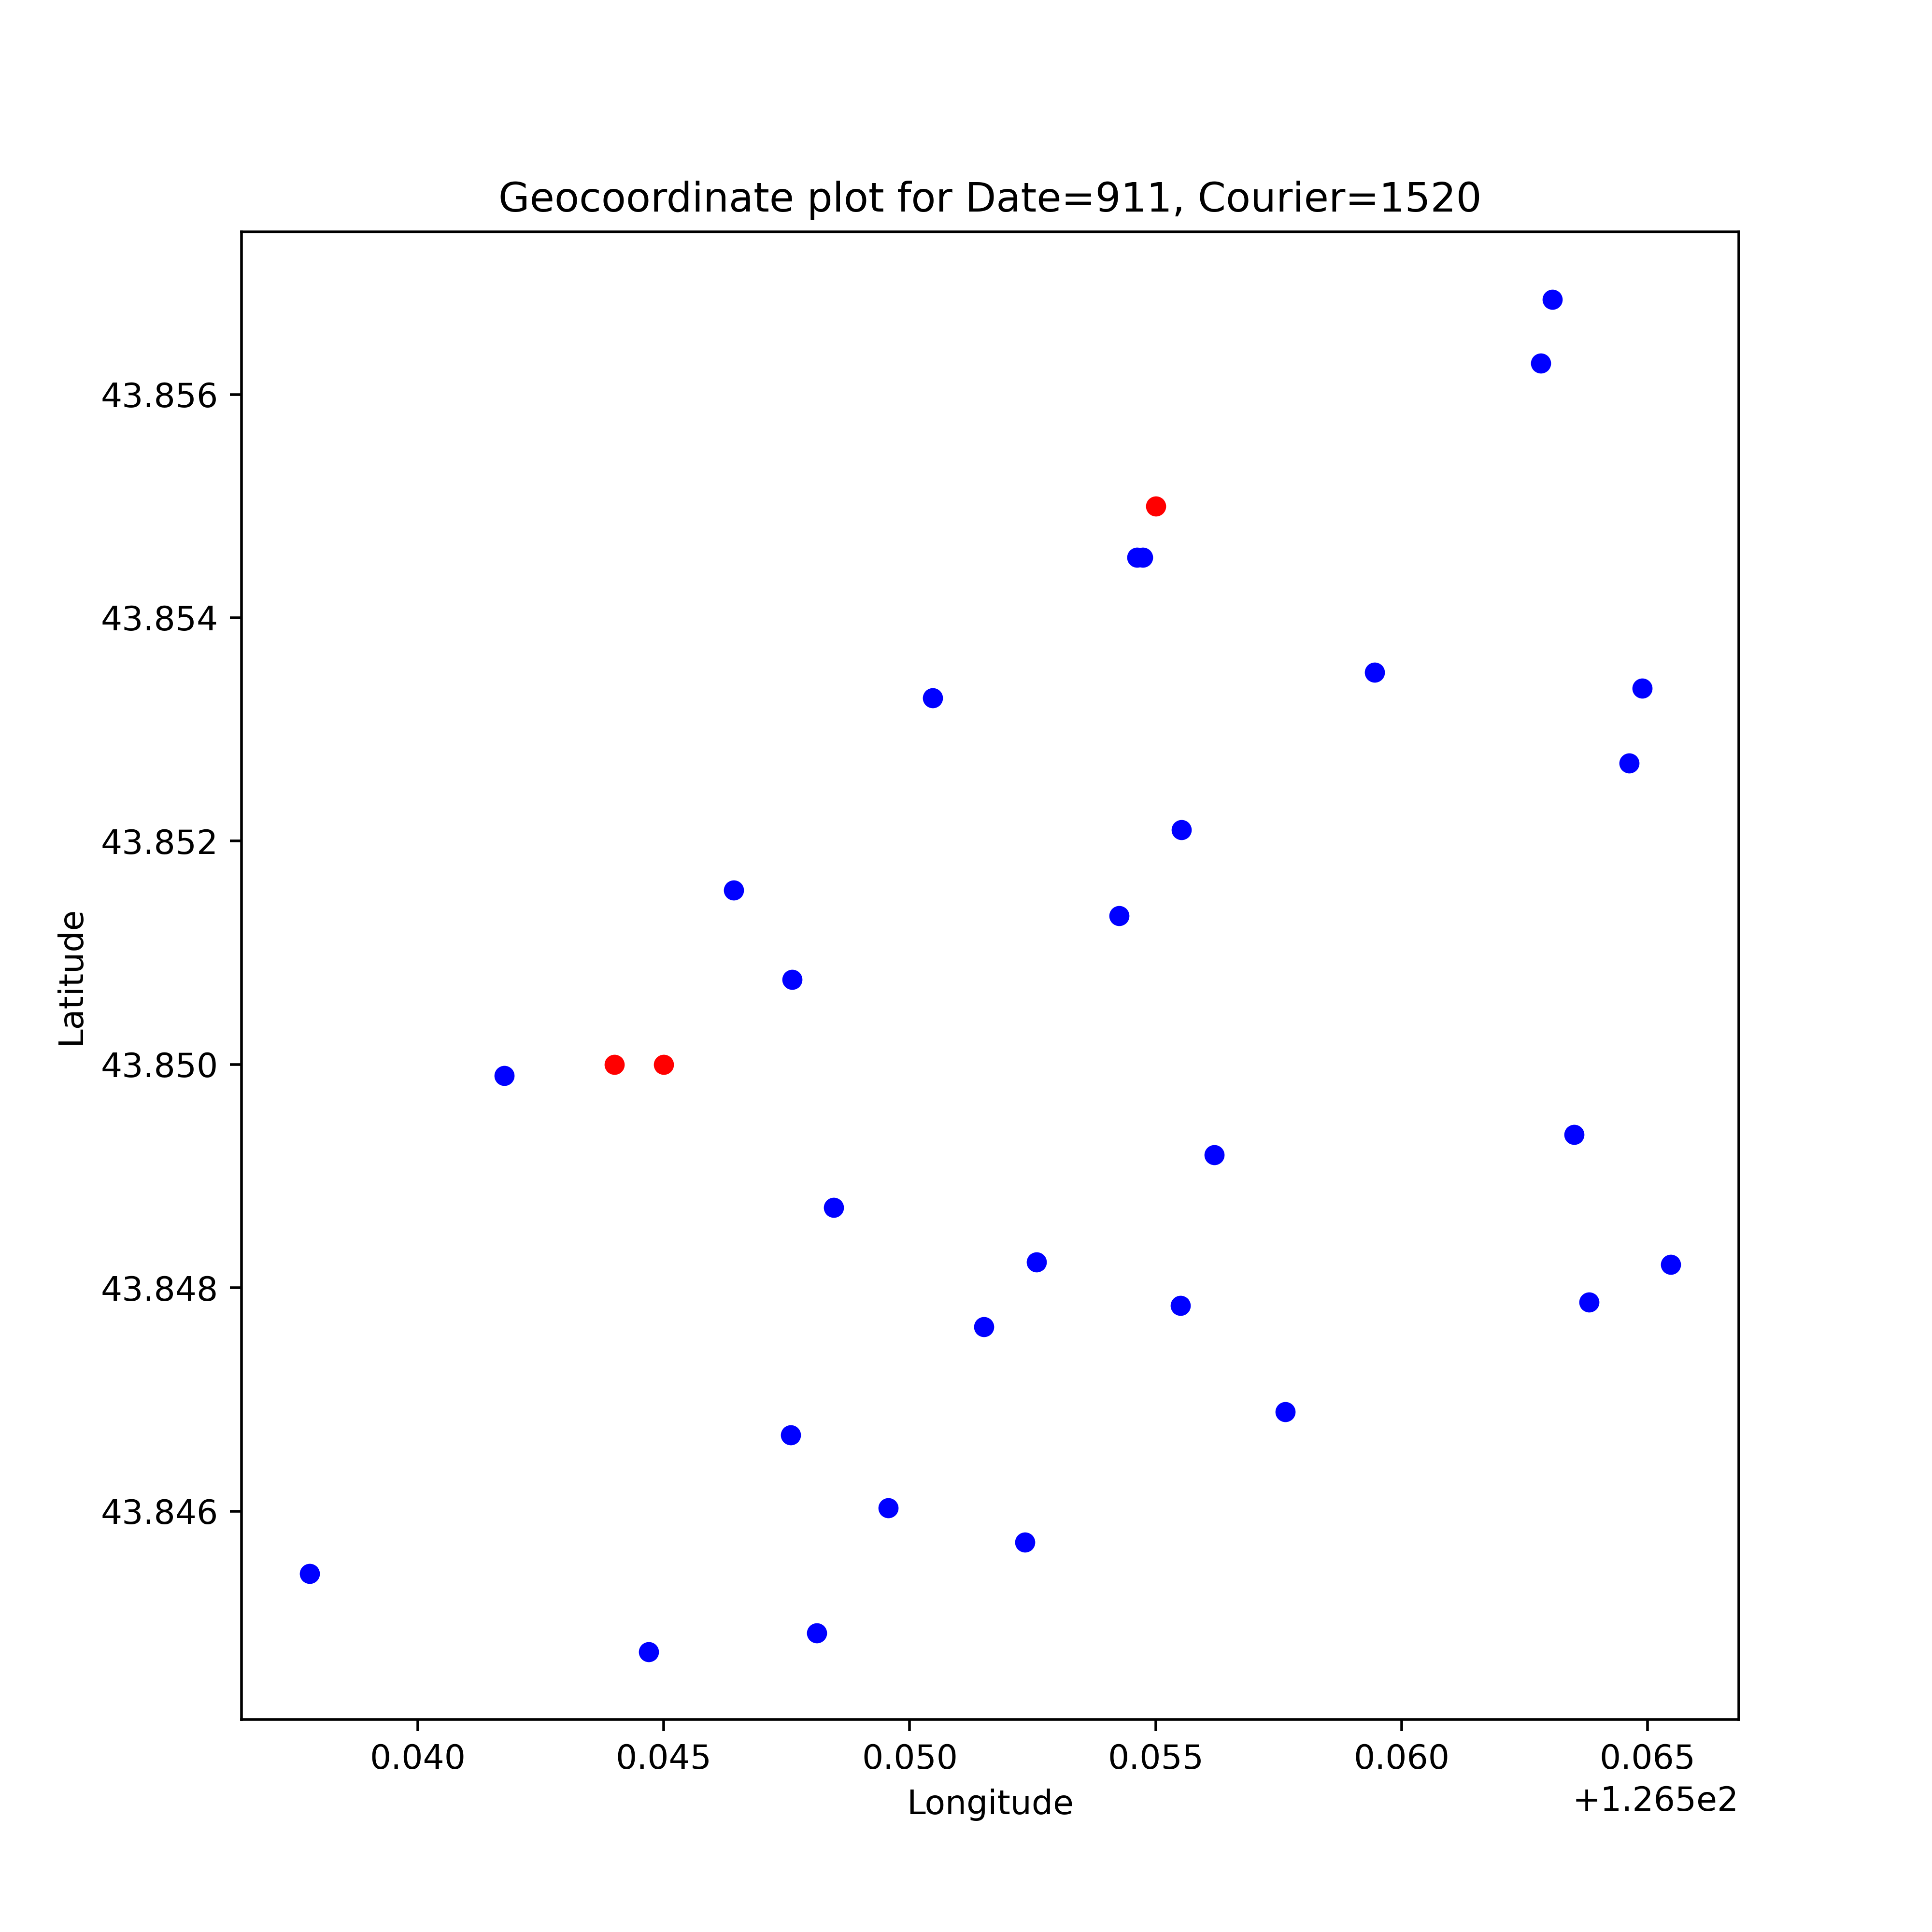 Geocoordinate plot for Date=911, Courier=1520
43.856
43.854
43.852
43.850
43.848
43.846
Latitude
0.040 0.045 0.050 0.055 0.060 0.065
+1.265e2
Longitude